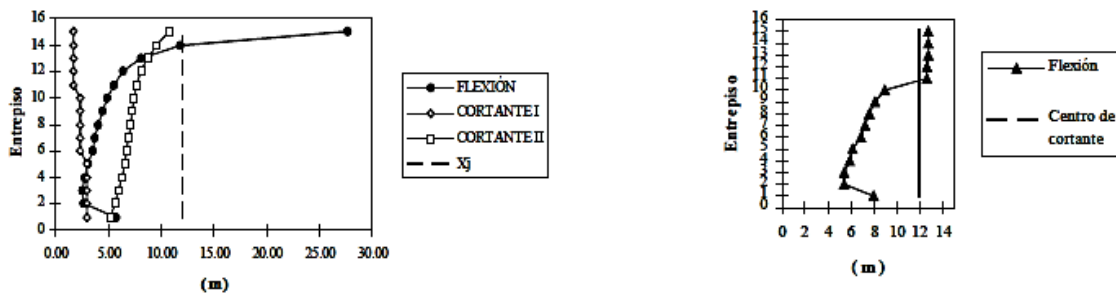 16
14
12
10
8
6
4
2
0
Entrepiso
0.00 5.00 10.00 15.00 20.00 25.00 30.00
(m)
FLEXIÓN
CORTANTE I
CORTANTE II
Xj
16
15
14
13
12
11
10
9
8
7
6
5
4
3
2
1
0
Entrepiso
0 2 4 6 8 10 12 14
(m)
Flexión
Centro de
cortante